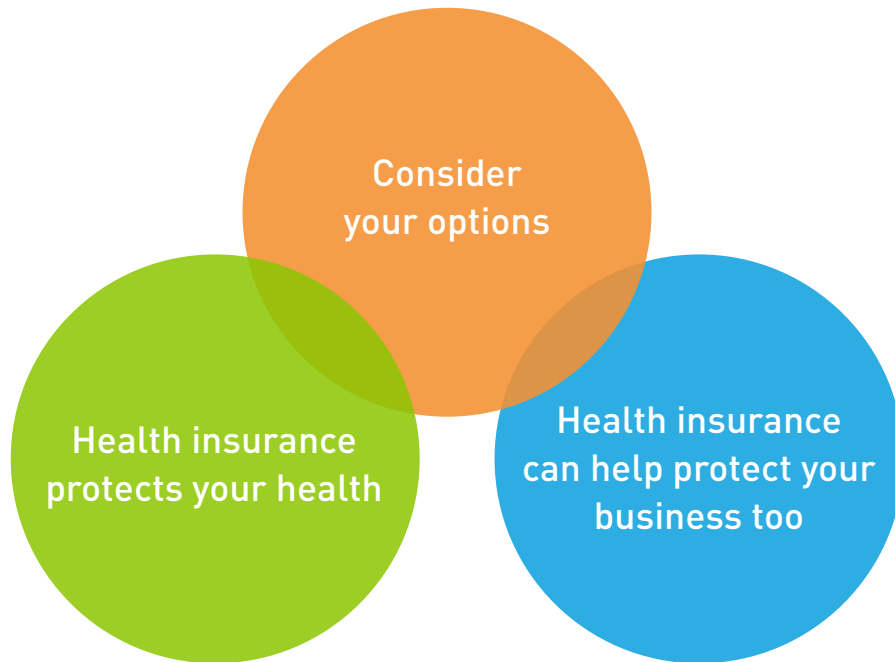 Consider
your options
Health insurance
protects your health
Health insurance
can help protect your
business too